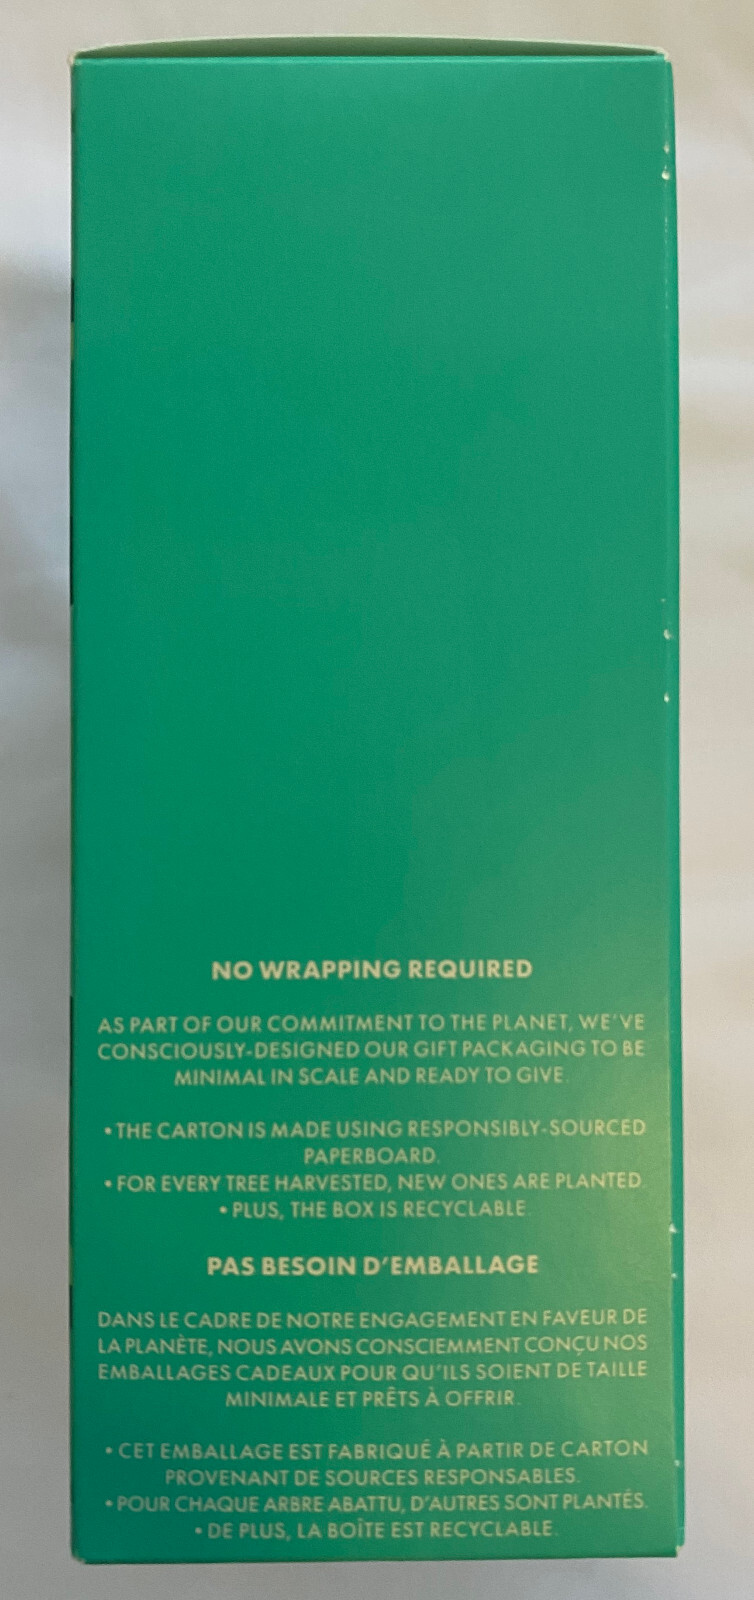 NO WRAPPING REQUIRED
AS PART OF OUR COMMITMENT TO THE PLANET, WE'VE
CONSCIOUSLY-DESIGNED OUR GIFT PACKAGING TO BE
MINIMAL IN SCALE AND READY TO GIVE.
• THE CARTON IS MADE USING RESPONSIBLY-SOURCED
PAPERBOARD.
• FOR EVERY TREE HARVESTED, NEW ONES ARE PLANTED.
• PLUS, THE BOX IS RECYCLABLE.
PAS BESOIN D'EMBALLAGE
DANS LE CADRE DE NOTRE ENGAGEMENT EN FAVEUR DE
LA PLANÈTE, NOUS AVONS CONSCIEMMENT CONÇU NOS
EMBALLAGES CADEAUX POUR QU'ILS SOIENT DE TAILLE
MINIMALE ET PRÊTS À OFFRIR.
• CET EMBALLAGE EST FABRIQUÉ À PARTIR DE CARTON
PROVENANT DE SOURCES RESPONSABLES.
• POUR CHAQUE ARBRE ABATTU, D'AUTRES SONT PLANTÉS.
• DE PLUS, LA BOÎTE EST RECYCLABLE.